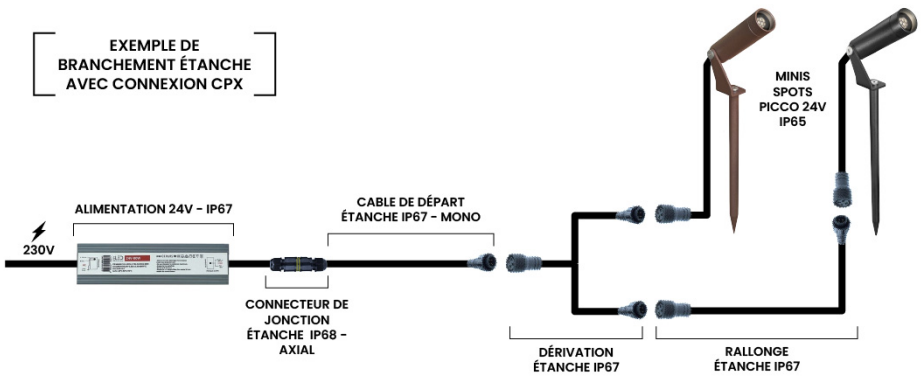 EXEMPLE DE
BRANCHEMENT ÉTANCHE
AVEC CONNEXION CPX
MINIS
SPOTS
PICCO 24V
IP65
ALIMENTATION 24V - IP67
CABLE DE DÉPART
ÉTANCHE IP67 - MONO
230V
CONNECTEUR DE
JONCTION
ÉTANCHE IP68 -
AXIAL
DÉRIVATION
ÉTANCHE IP67
RALLONGE
ÉTANCHE IP67